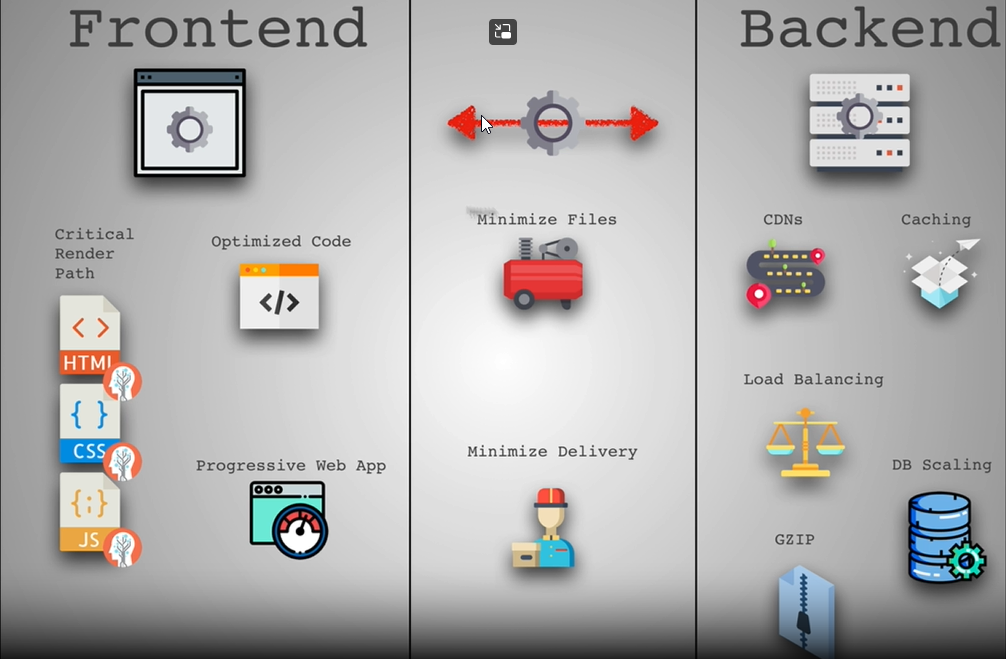 Frontend
Backend
Critical
Render
Path
Optimized Code
</>
< >
HTML
{ }
CSS
{;}
JS
Progressive Web App
Minimize Files
Minimize Delivery
CDNs
Caching
Load Balancing
DB Scaling
GZIP